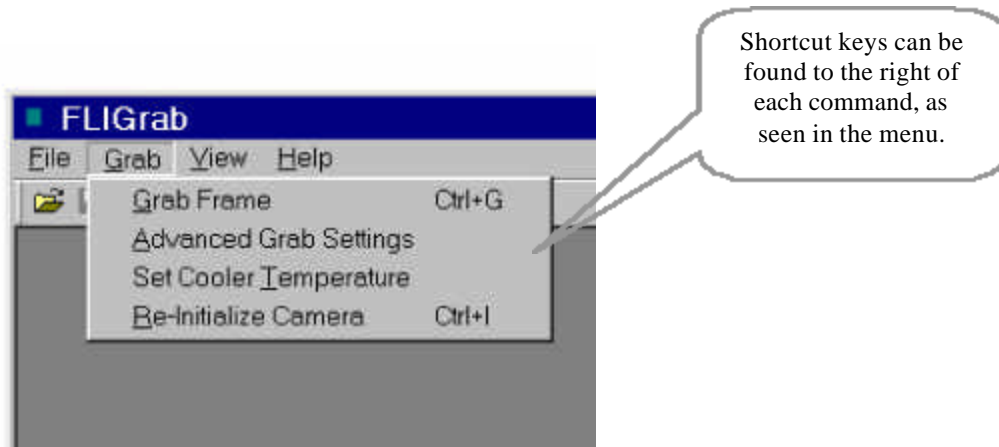 Shortcut keys can be
found to the right of
each command, as
seen in the menu.
FLIGrab
File Grab View Help
Grab Frame Ctrl+G
Advanced Grab Settings
Set Cooler Temperature
Re-Initialize Camera Ctrl+I